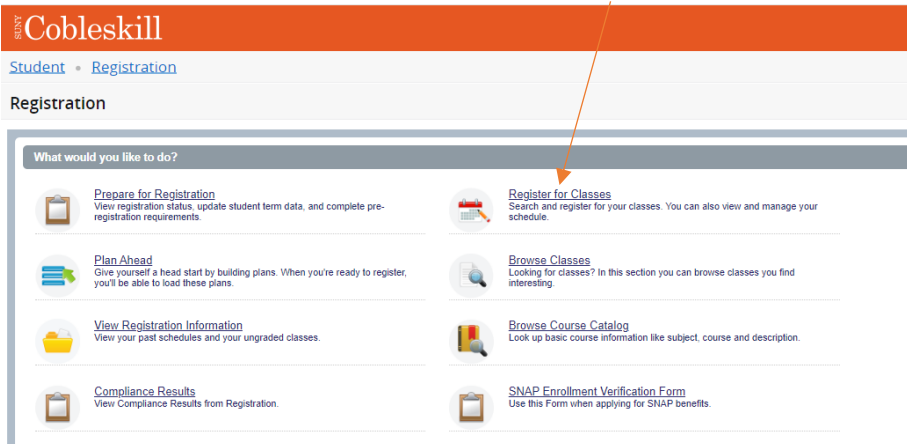 SUNY Cobleskill
Student • Registration
Registration
What would you like to do?
Prepare for Registration
View registration status, update student term data, and complete pre-
registration requirements.
Register for Classes
Search and register for your classes. You can also view and manage your
schedule.
Plan Ahead
Give yourself a head start by building plans. When you're ready to register,
you'll be able to load these plans.
Browse Classes
Looking for classes? In this section you can browse classes you find
interesting.
View Registration Information
View your past schedules and your ungraded classes.
Browse Course Catalog
Look up basic course information like subject, course and description.
Compliance Results
View Compliance Results from Registration.
SNAP Enrollment Verification Form
Use this Form when applying for SNAP benefits.